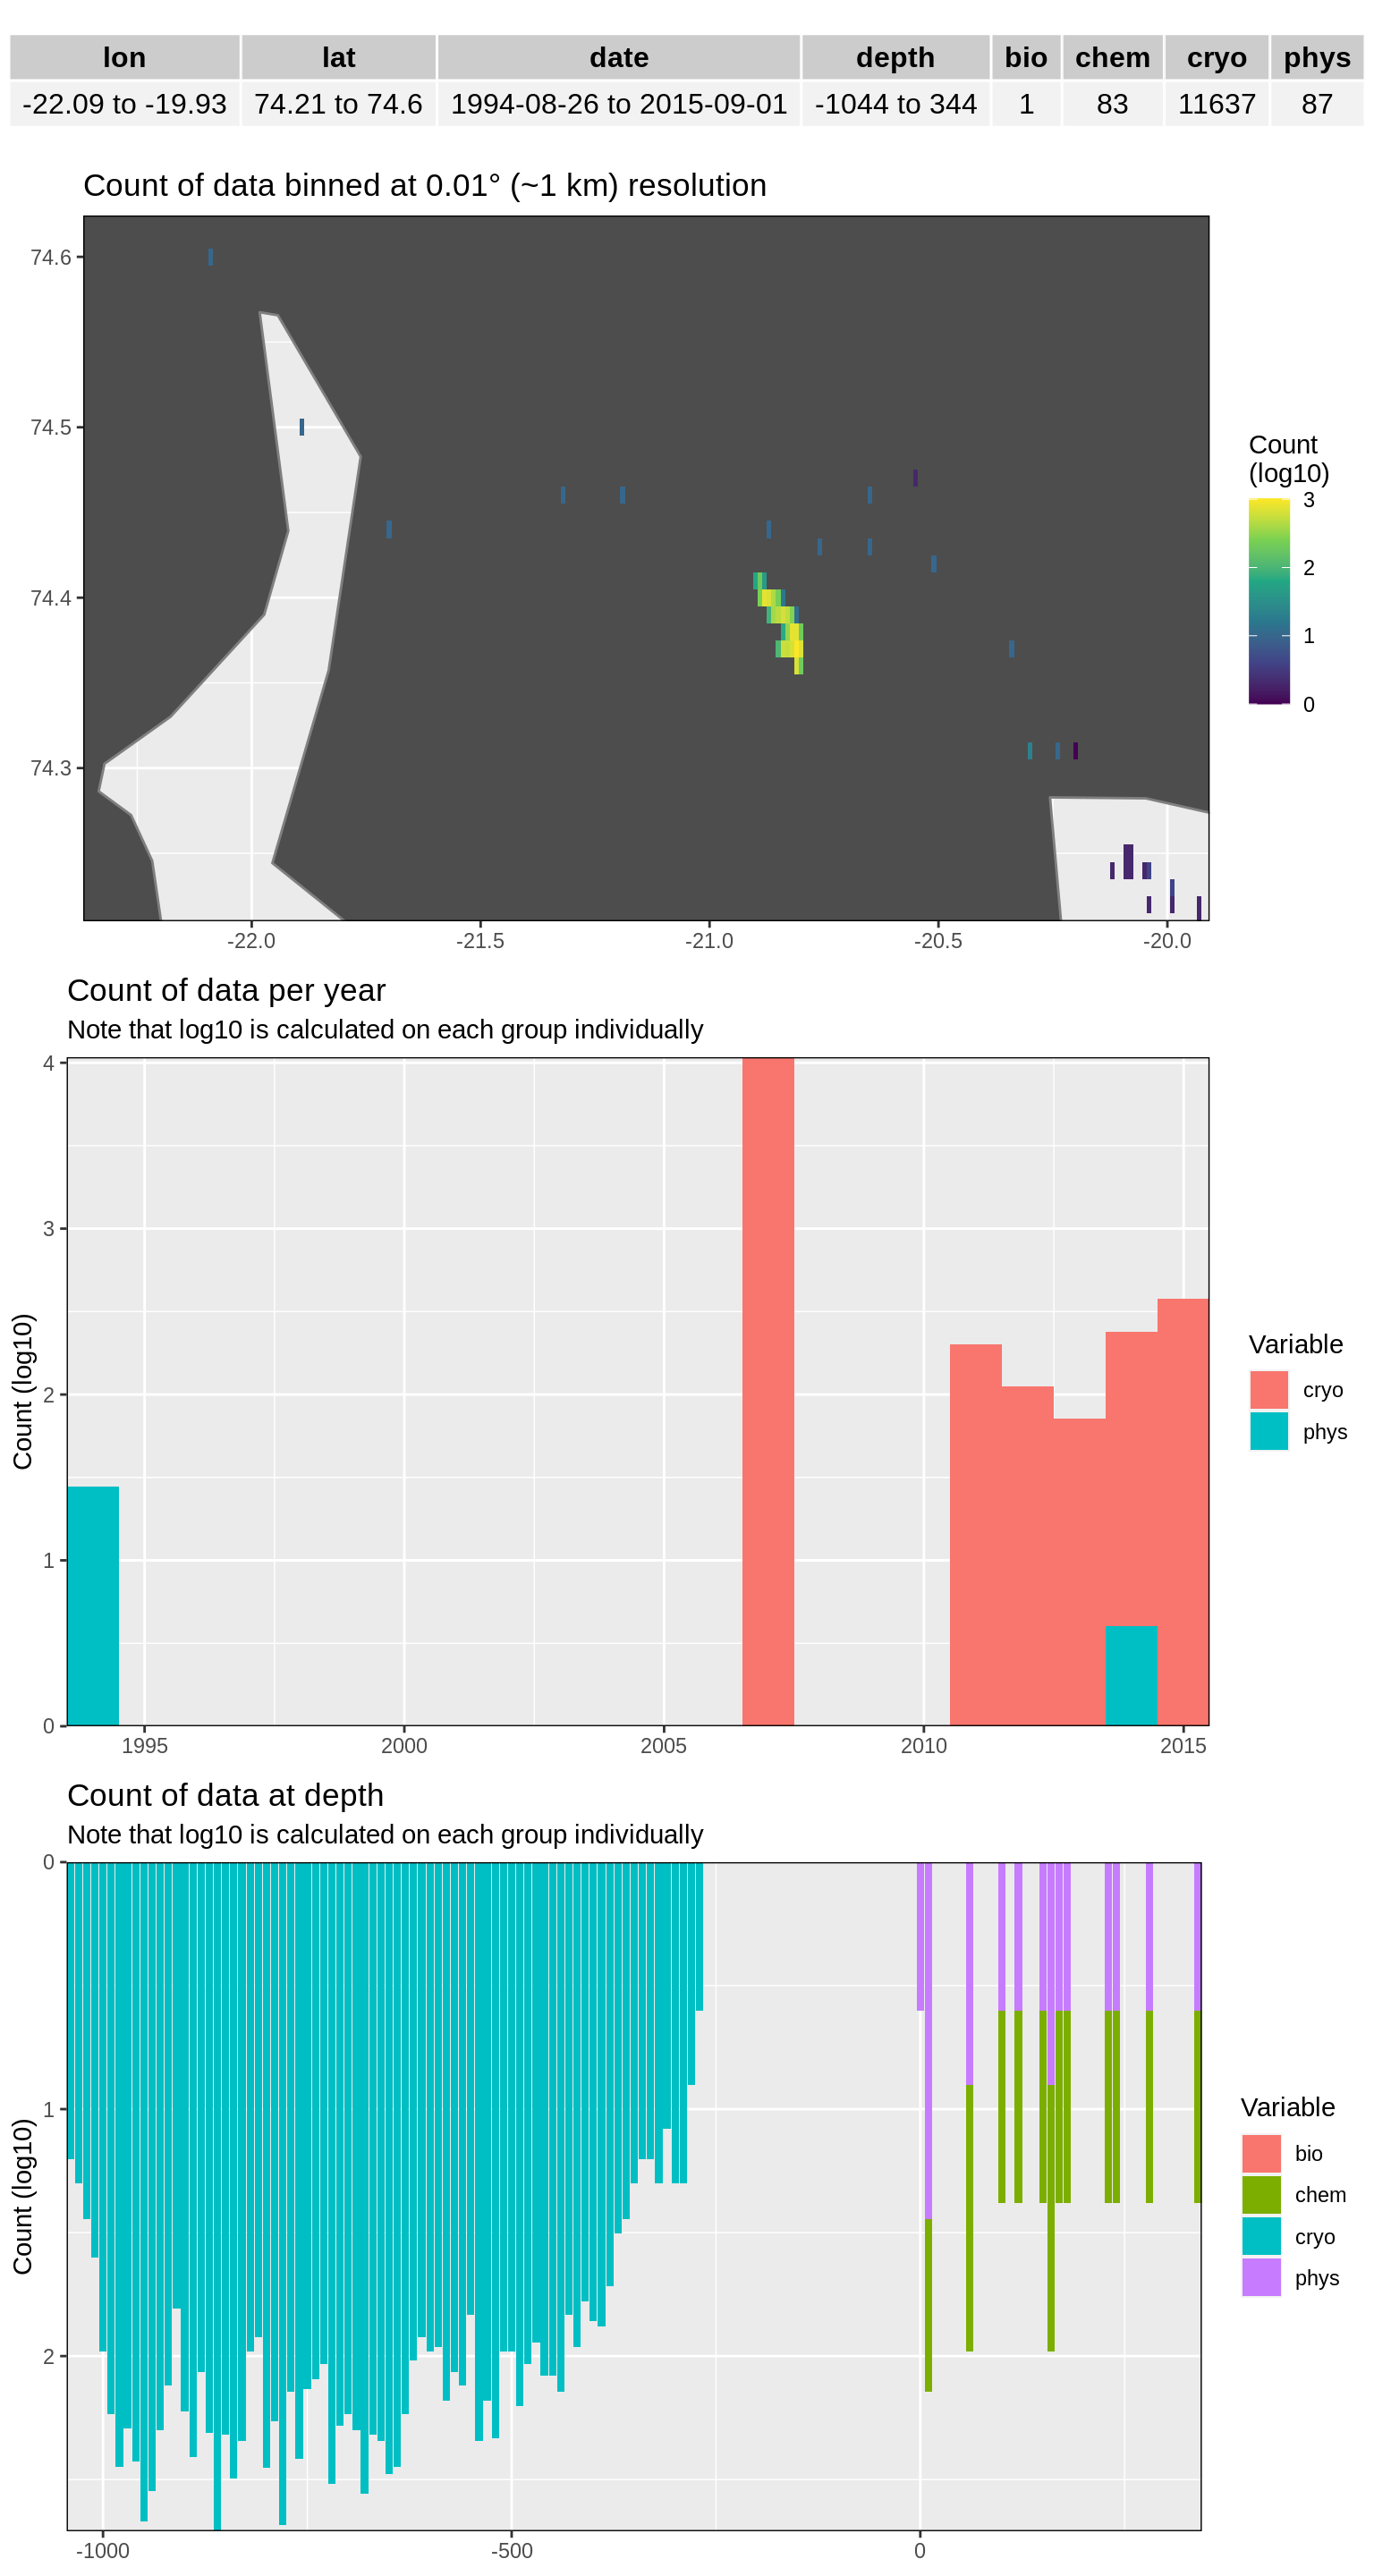 lon lat date depth bio chem cryo phys
-22.09 to -19.93 74.21 to 74.6 1994-08-26 to 2015-09-01 -1044 to 344 1 83 11637 87
Count of data binned at 0.01° (~1 km) resolution
74.6
74.5
74.4
74.3
-22.0 -21.5 -21.0 -20.5 -20.0
Count
(log10)
3
2
1
0
Count of data per year
Note that log10 is calculated on each group individually
Count (log10)
4
3
2
1
0
1995 2000 2005 2010 2015
Variable
cryo
phys
Count of data at depth
Note that log10 is calculated on each group individually
Count (log10)
0
1
2
-1000 -500 0
Variable
bio
chem
cryo
phys